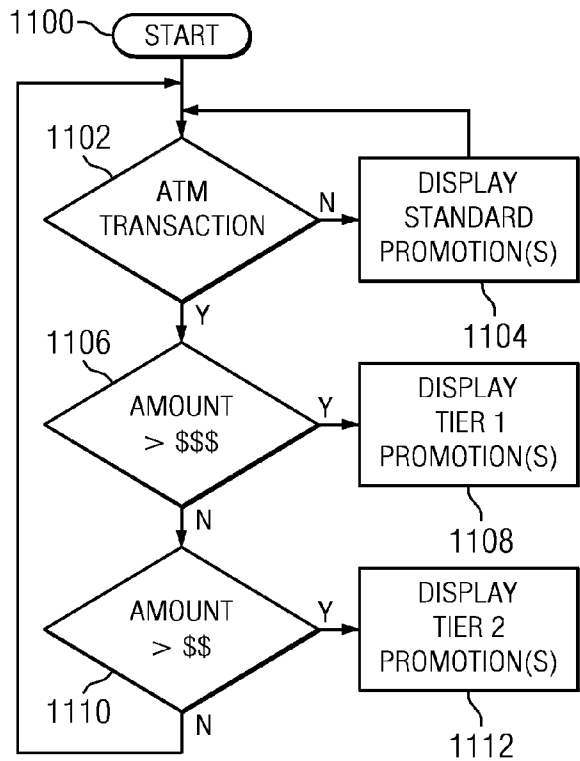 1100
START
1102
ATM
TRANSACTION
N
DISPLAY
STANDARD
PROMOTION(S)
1104
Y
1106
AMOUNT
> $$$
Y
DISPLAY
TIER 1
PROMOTION(S)
1108
N
AMOUNT
> $$
Y
DISPLAY
TIER 2
PROMOTION(S)
1110
N
1112